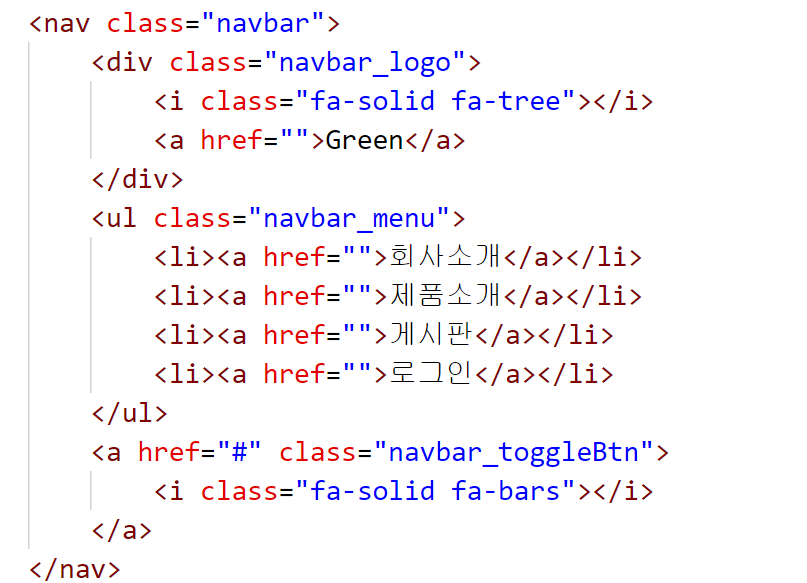 <nav class="navbar">
<div class="navbar_logo">
<i class="fa-solid fa-tree"></i>
<a href="">Green</a>
</div>
<ul class="navbar_menu">
<li><a href="">회사소개</a></li>
<li><a href="">제품소개</a></li>
<li><a href="">게시판</a></li>
<li><a href="">로그인</a></li>
</ul>
<a href="#" class="navbar_toggleBtn">
<i class="fa-solid fa-bars"></i>
</a>
</nav>